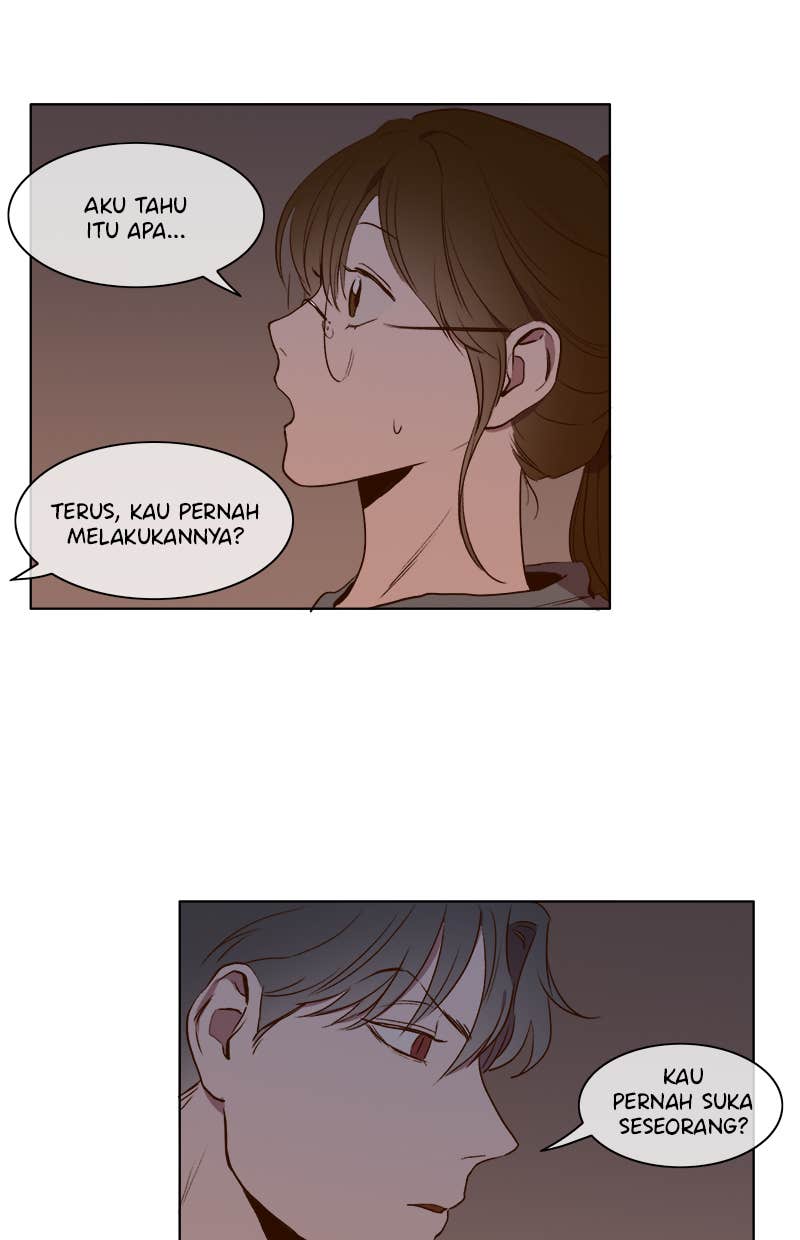 AKU TAHU
ITU APA...
TERUS, KAU PERNAH
MELAKUKANNYA?
KAU
PERNAH SUKA
SESEORANG?